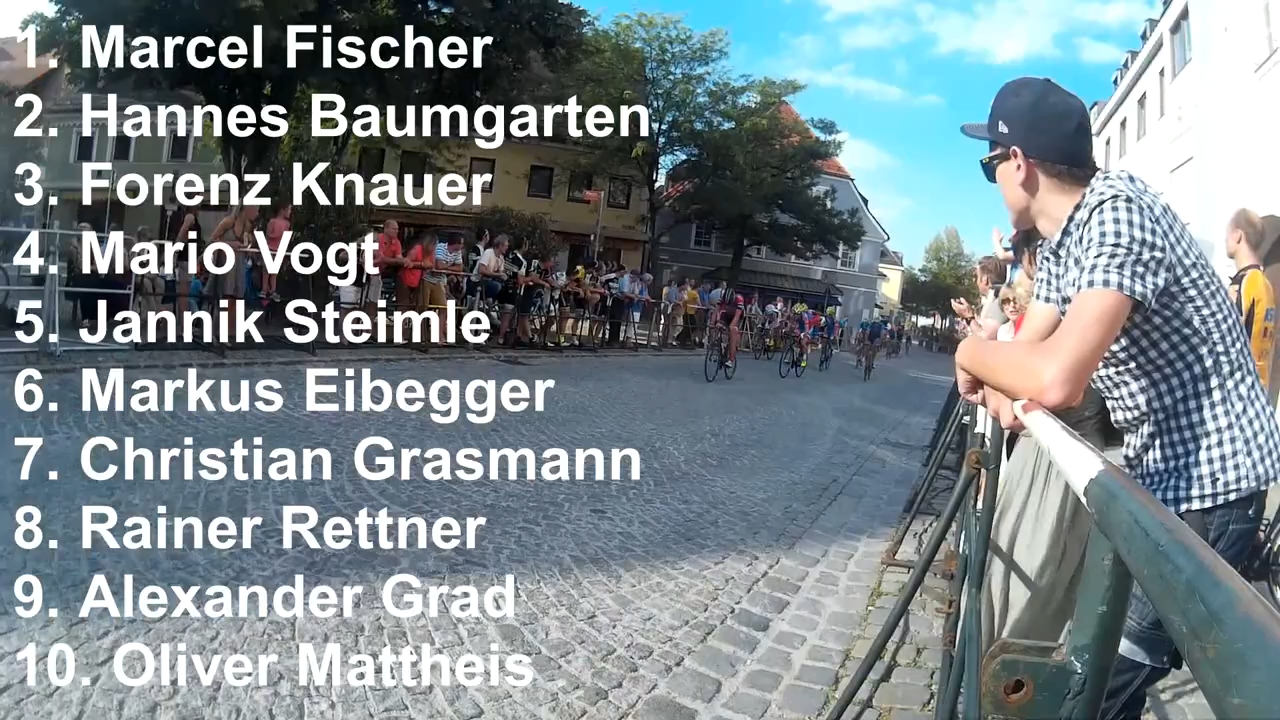 1. Marcel Fischer
2. Hannes Baumgarten
3. Forenz Knauer
4. Mario Vogt
5. Jannik Steimle
6. Markus Eibegger
7. Christian Grasmann
8. Rainer Rettner
9. Alexander Grad
10. Oliver Mattheis